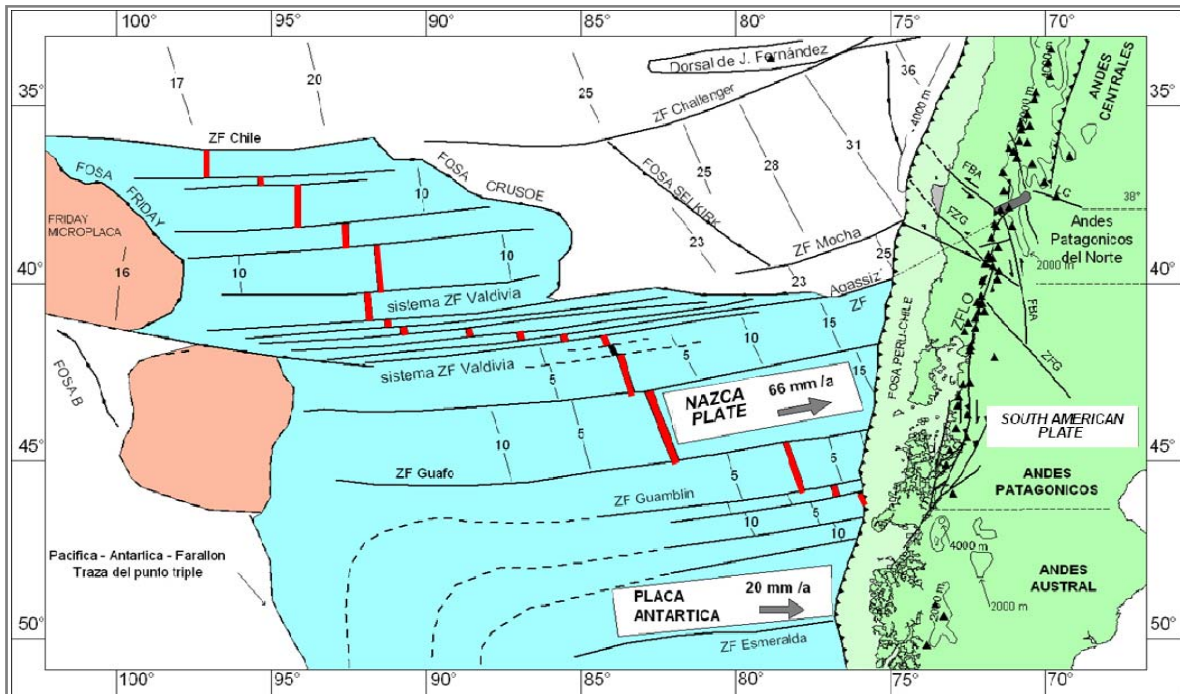 100°
95°
90°
85°
80°
75°
70°
17
20
25
Dorsal de J. Fernández
36
4000 m
4000 m
2000 m
ANDES
CENTRALES
35°
35°
ZF Chile
ZF Challenger
FOSA FRIDAY
10
FOSA CRUSOE
FOSA SELKIRK
25
28
31
FBA
LC
38°
FRIDAY
MICROPLACA
FZG
Andes
Patagonicos
del Norte
ZF Mocha
23
25
16
10
10
2000 m
40°
40°
sistema ZF Valdivia
23
Agassiz
ZF
FOSA PERU-CHILE
ZFLO
FBA
FOSA B
10
15
ZFG
sistema ZF Valdivia
5
5
15
NAZCA
PLATE
66 mm /a
SOUTH AMERICAN
PLATE
10
5
45°
45°
ZF Guafo
5
5
ANDES
PATAGONICOS
ZF Guamblin
10
5
10
Pacifica - Antartica - Farallon
Traza del punto triple
4000 m
PLACA
ANTARTICA
20 mm /a
ANDES
AUSTRAL
2000 m
2000
50°
50°
ZF Esmeralda
100°
95°
90°
85°
80°
75°
70°